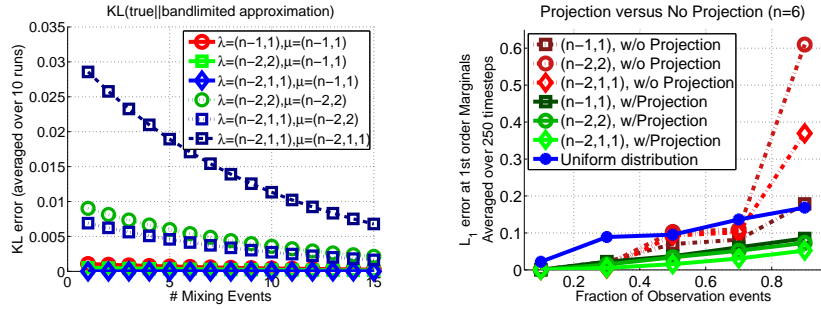 KL(true||bandlimited approximation)
KL error (averaged over 10 runs)
0.035
0.03
0.025
0.02
0.015
0.01
0.005
0
0
5
10
15
# Mixing Events
λ=(n−1,1),μ=(n−1,1)
λ=(n−2,2),μ=(n−1,1)
λ=(n−2,1,1),μ=(n−1,1)
λ=(n−2,2),μ=(n−2,2)
λ=(n−2,1,1),μ=(n−2,2)
λ=(n−2,1,1),μ=(n−2,1,1)
Projection versus No Projection (n=6)
L1 error at 1st order Marginals
Averaged over 250 timesteps
0.6
0.5
0.4
0.3
0.2
0.1
0
0.2
0.4
0.6
0.8
Fraction of Observation events
(n−1,1), w/o Projection
(n−2,2), w/o Projection
(n−2,1,1), w/o Projection
(n−1,1), w/Projection
(n−2,2), w/Projection
(n−2,1,1), w/Projection
Uniform distribution